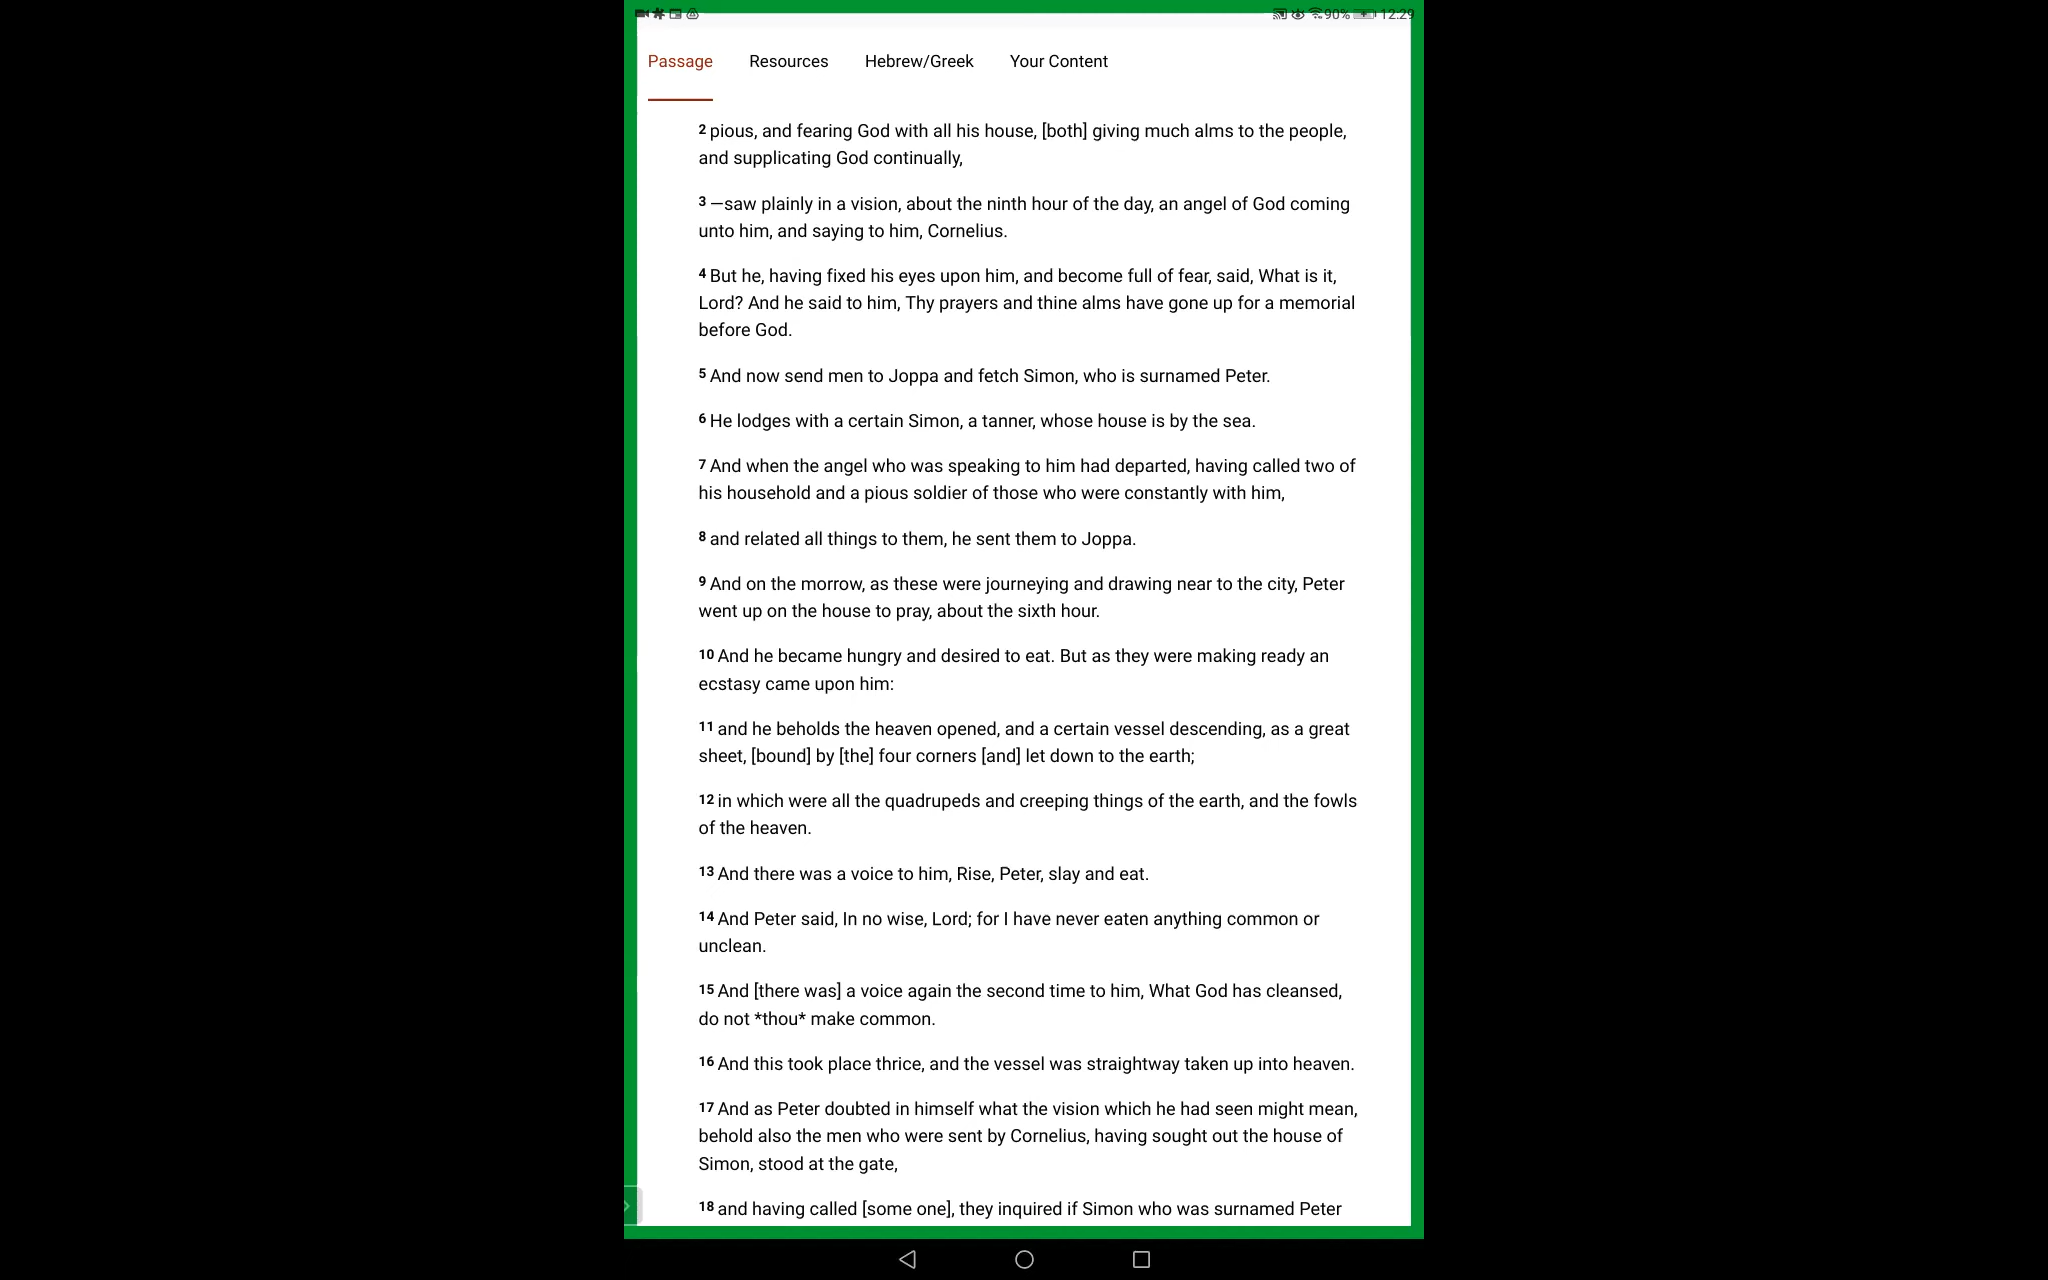 90% 12:29
Passage Resources Hebrew/Greek Your Content
2 pious, and fearing God with all his house, [both] giving much alms to the people,
and supplicating God continually,
3 —saw plainly in a vision, about the ninth hour of the day, an angel of God coming
unto him, and saying to him, Cornelius.
4 But he, having fixed his eyes upon him, and become full of fear, said, What is it,
Lord? And he said to him, Thy prayers and thine alms have gone up for a memorial
before God.
5 And now send men to Joppa and fetch Simon, who is surnamed Peter.
6 He lodges with a certain Simon, a tanner, whose house is by the sea.
7 And when the angel who was speaking to him had departed, having called two of
his household and a pious soldier of those who were constantly with him,
8 and related all things to them, he sent them to Joppa.
9 And on the morrow, as these were journeying and drawing near to the city, Peter
went up on the house to pray, about the sixth hour.
10 And he became hungry and desired to eat. But as they were making ready an
ecstasy came upon him:
11 and he beholds the heaven opened, and a certain vessel descending, as a great
sheet, [bound] by [the] four corners [and] let down to the earth;
12 in which were all the quadrupeds and creeping things of the earth, and the fowls
of the heaven.
13 And there was a voice to him, Rise, Peter, slay and eat.
14 And Peter said, In no wise, Lord; for I have never eaten anything common or
unclean.
15 And [there was] a voice again the second time to him, What God has cleansed,
do not *thou* make common.
16 And this took place thrice, and the vessel was straightway taken up into heaven.
17 And as Peter doubted in himself what the vision which he had seen might mean,
behold also the men who were sent by Cornelius, having sought out the house of
Simon, stood at the gate,
18 and having called [some one], they inquired if Simon who was surnamed Peter